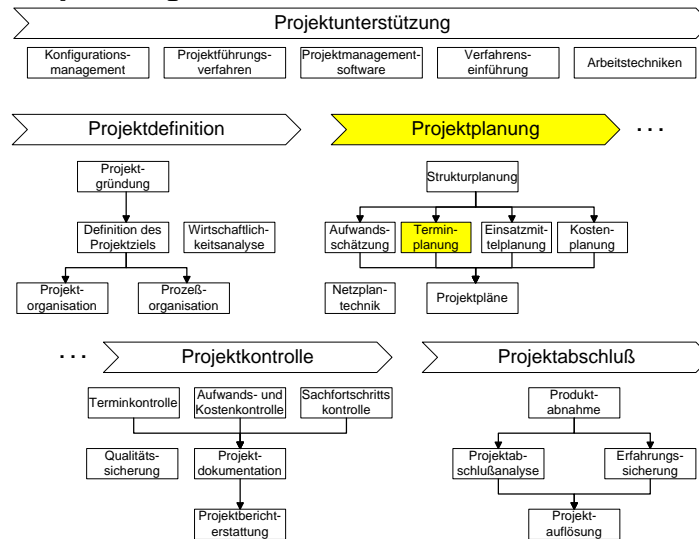 Projektunterstützung
Konfigurations-
management
Projektführungs-
verfahren
Projektmanagement-
software
Verfahrens-
einführung
Arbeitstechniken
Projektdefinition
Projektplanung
. . .
Projekt-
gründung
Definition des
Projektziels
Wirtschaftlich-
keitsanalyse
Projekt-
organisation
Prozeß-
organisation
Strukturplanung
Aufwands-
schätzung
Termin-
planung
Einsatzmi
ttelplanung
Kosten-
planung
Netzplan-
technik
Projektpläne
. . .
Projektkontrolle
Projektabschluß
Terminkontrolle
Aufwands- und
Kostenkontrolle
Sachfortschritts
kontrolle
Qualitäts-
sicherung
Projekt-
dokumentation
Projektbericht-
erstattung
Produkt-
abnahme
Projektab-
schlußanalyse
Erfahrungs-
sicherung
Projekt-
auflösung